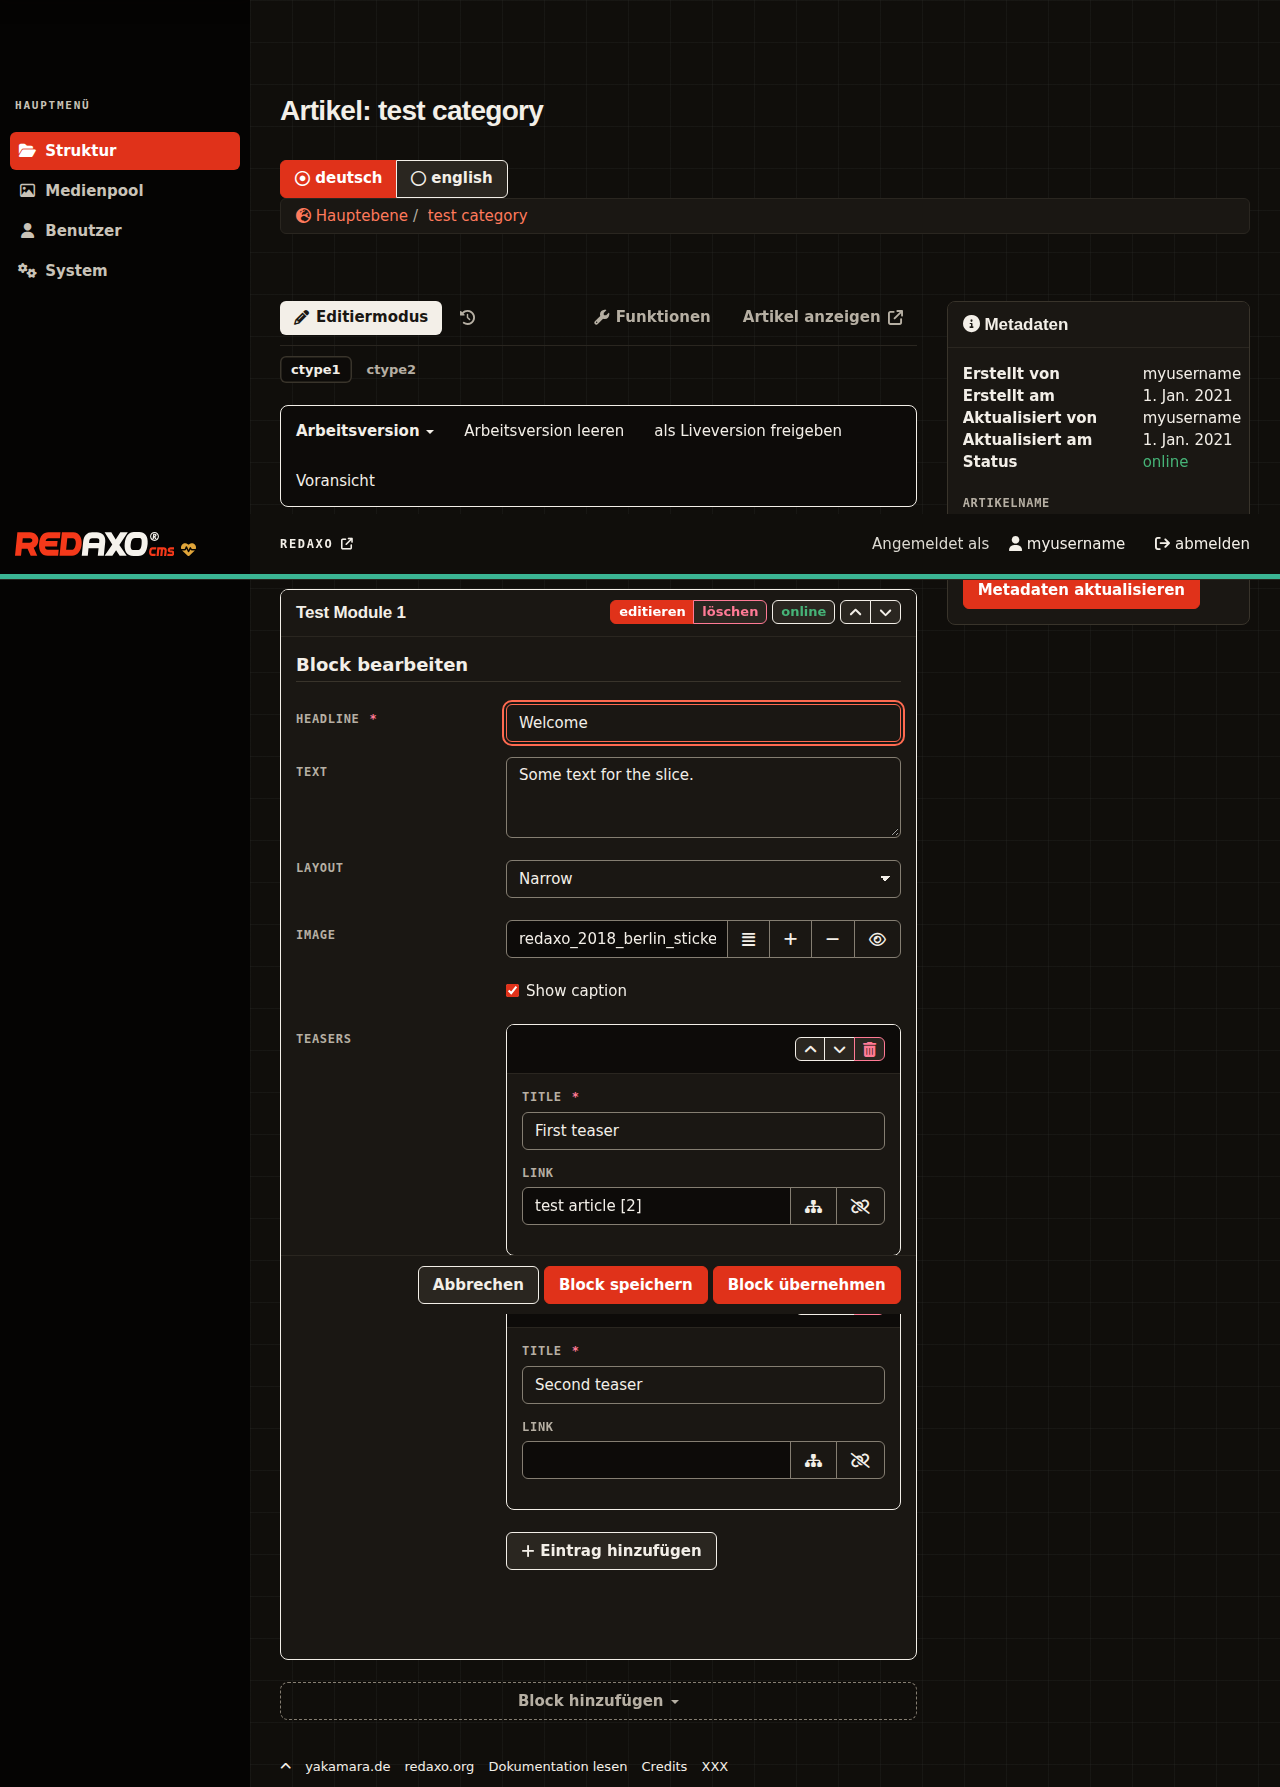 HAUPTMENÜ
Struktur
Medienpool
Benutzer
System
Artikel: test category
deutsch
english
Hauptebene / test category
Editiermodus
Funktionen
Artikel anzeigen
ctype1
ctype2
Arbeitsversion
Arbeitsversion leeren
als Liveversion freigeben
Voransicht
Metadaten
Erstellt von myusername
Erstellt am 1. Jan. 2021
Aktualisiert von myusername
Aktualisiert am 1. Jan. 2021
Status online
ARTIKELNAME
REDAXO® cms
REDAXO
Angemeldet als myusername
abmelden
Metadaten aktualisieren
Test Module 1
editieren
löschen
online
Block bearbeiten
HEADLINE *
Welcome
TEXT
Some text for the slice.
LAYOUT
Narrow
IMAGE
redaxo_2018_berlin_sticke
Show caption
TEASERS
TITLE *
First teaser
LINK
test article [2]
Abbrechen
Block speichern
Block übernehmen
TITLE *
Second teaser
LINK
Eintrag hinzufügen
Block hinzufügen
yakamara.de redaxo.org Dokumentation lesen Credits XXX